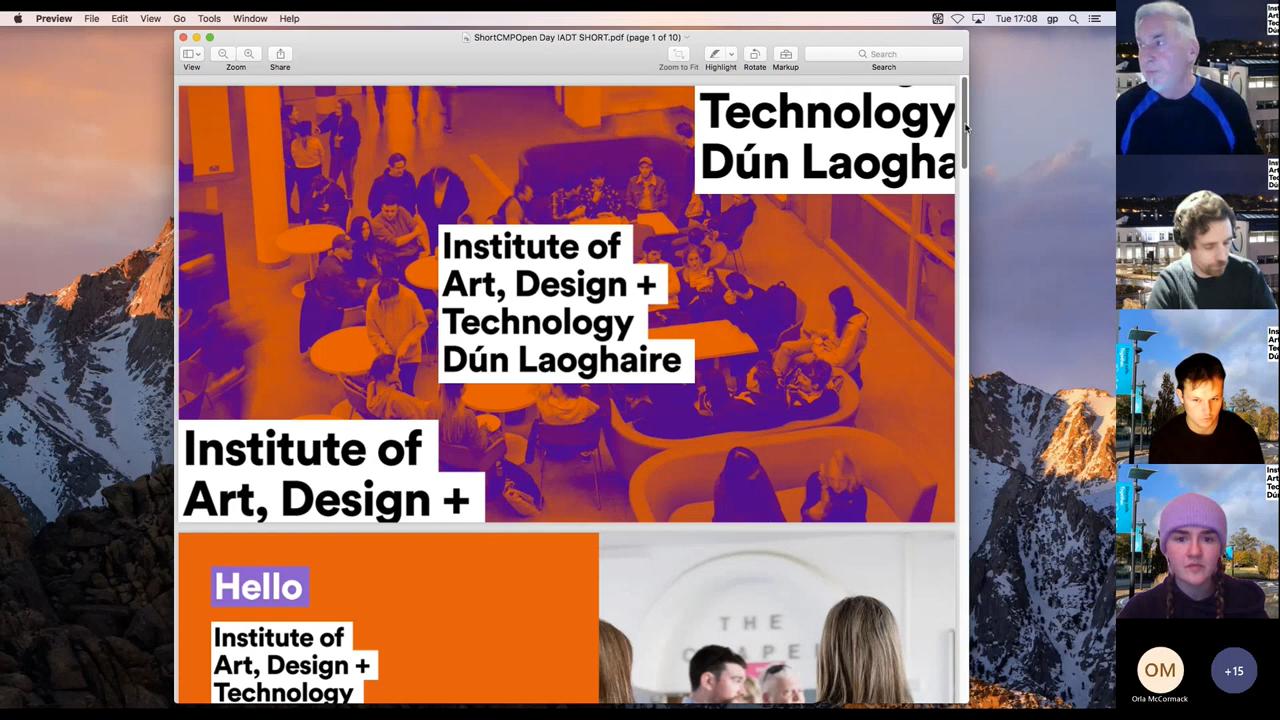 Preview File Edit View Go Tools Window Help
Tue 17:08 gp
ShortCMPOpen Day IADT SHORT.pdf (page 1 of 10)
Search
View Zoom Share Zoom to Fit Highlight Rotate Markup Search
Technology
Dún Laogha
Institute of
Art, Design +
Technology
Dún Laoghaire
Institute of
Art, Design +
Hello
Institute of
Art, Design +
Technology
THE
OM
+15
Orla McCormack